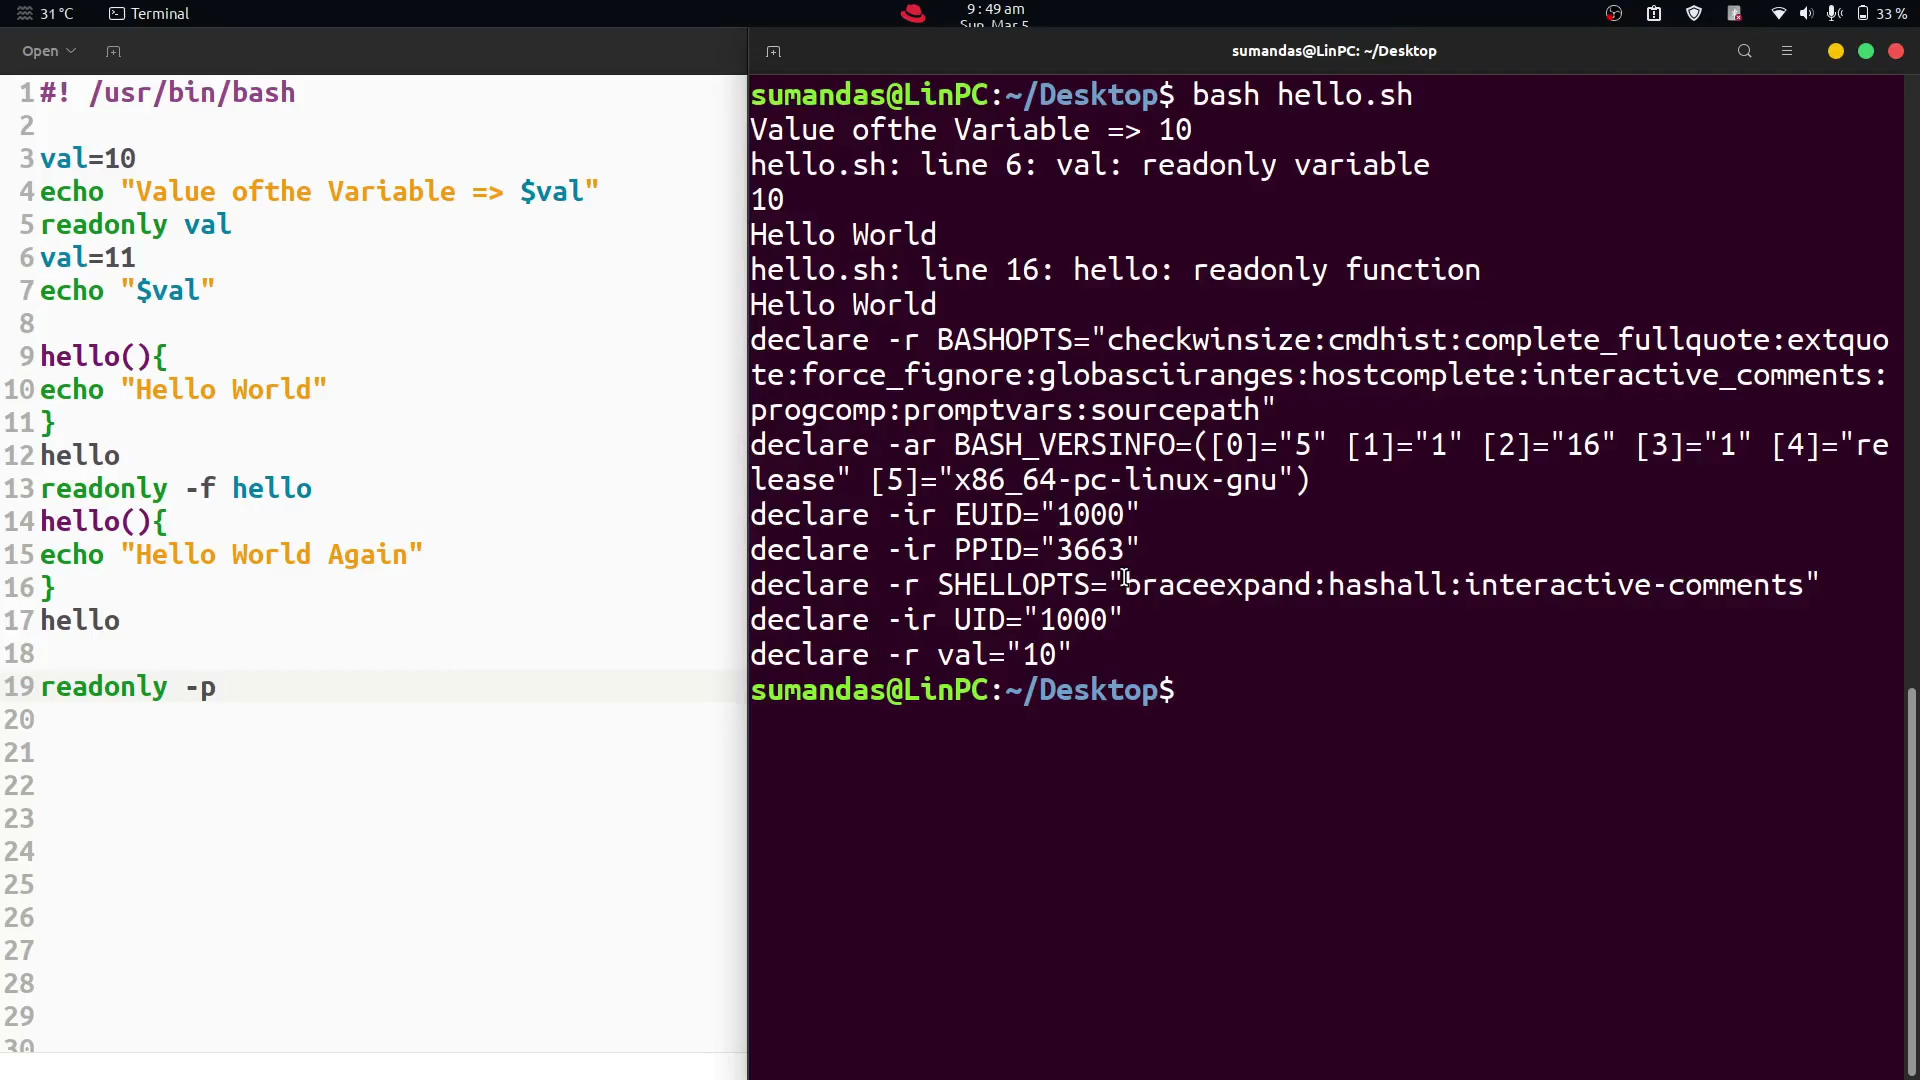 31 °C
Terminal
9:49 am
Sun, Mar 5
33 %
Open
sumandas@LinPC: ~/Desktop
1 #! /usr/bin/bash
2
3 val=10
4 echo "Value ofthe Variable => $val"
5 readonly val
6 val=11
7 echo "$val"
8
9 hello(){
10 echo "Hello World"
11 }
12 hello
13 readonly -f hello
14 hello(){
15 echo "Hello World Again"
16 }
17 hello
18
19 readonly -p
20
21
22
23
24
25
26
27
28
29
30
sumandas@LinPC:~/Desktop$ bash hello.sh
Value ofthe Variable => 10
hello.sh: line 6: val: readonly variable
10
Hello World
hello.sh: line 16: hello: readonly function
Hello World
declare -r BASHOPTS="checkwinsize:cmdhist:complete_fullquote:extquo
te:force_fignore:globasciiranges:hostcomplete:interactive_comments:
progcomp:promptvars:sourcepath"
declare -ar BASH_VERSINFO=([0]="5" [1]="1" [2]="16" [3]="1" [4]="re
lease" [5]="x86_64-pc-linux-gnu")
declare -ir EUID="1000"
declare -ir PPID="3663"
declare -r SHELLOPTS="braceexpand:hashall:interactive-comments"
declare -ir UID="1000"
declare -r val="10"
sumandas@LinPC:~/Desktop$